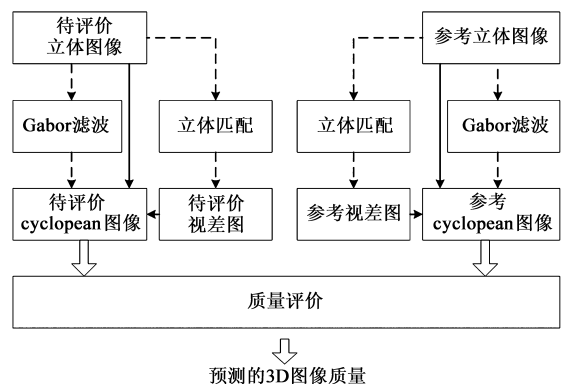 待评价
立体图像
参考立体图像
Gabor滤波
立体匹配
立体匹配
Gabor滤波
待评价
cyclopean图像
待评价
视差图
参考视差图
参考
cyclopean图像
质量评价
预测的3D图像质量